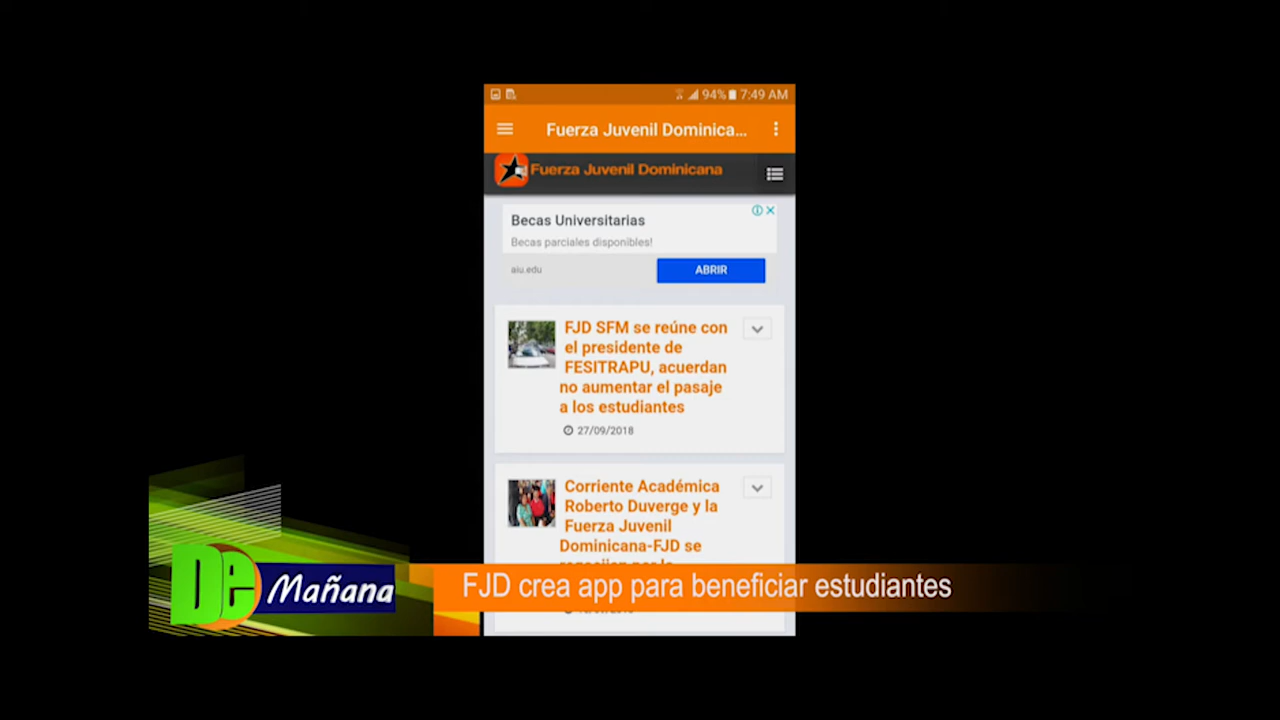 94% 7:49 AM
Fuerza Juvenil Dominica...
Fuerza Juvenil Dominicana
Becas Universitarias
Becas parciales disponibles!
aiu.edu
ABRIR
FJD SFM se reúne con
el presidente de
FESITRAPU, acuerdan
no aumentar el pasaje
a los estudiantes
27/09/2018
Corriente Académica
Roberto Duverge y la
Fuerza Juvenil
Dominicana-FJD se
De Mañana
FJD crea app para beneficiar estudiantes